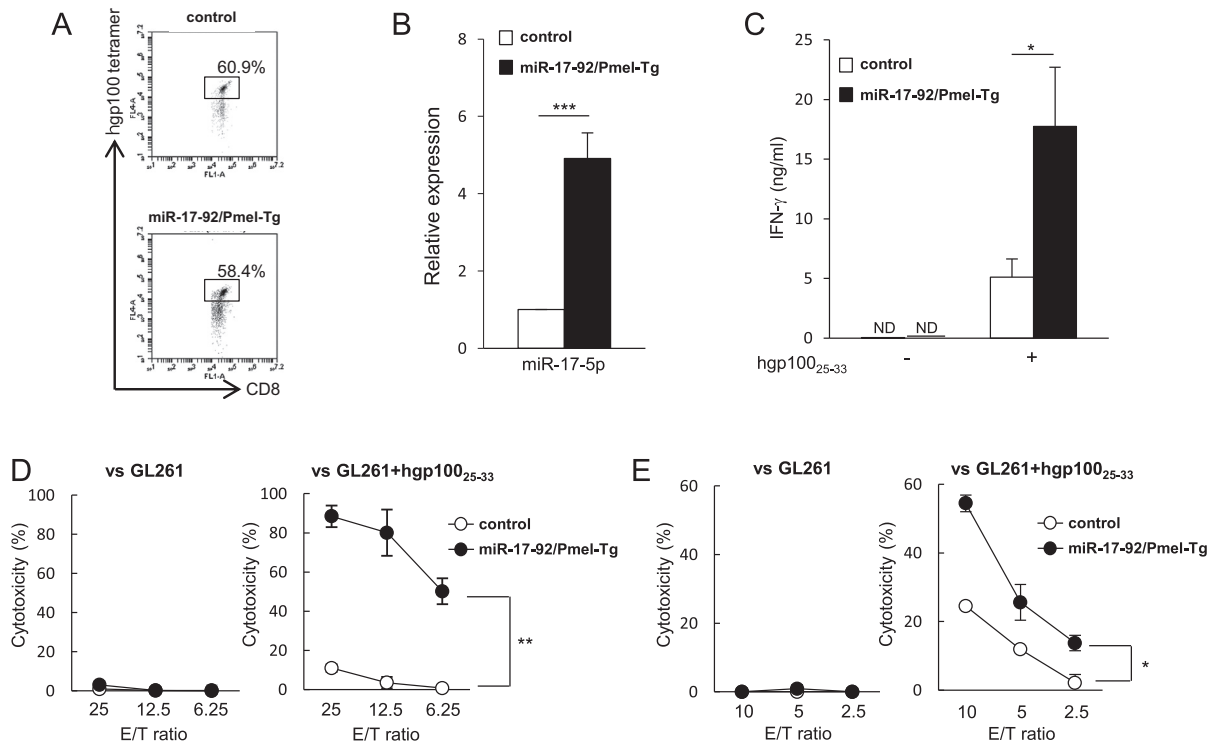 A
control
hgp100 tetramer
60.9%
FL4-A
FL1-A
miR-17-92/Pmel-Tg
58.4%
FL4-A
FL1-A
CD8
B
control
miR-17-92/Pmel-Tg
Relative expression
8
6
4
2
0
***
miR-17-5p
C
control
miR-17-92/Pmel-Tg
IFN-γ (ng/ml)
25
20
15
10
5
0
*
ND ND
hgp10025-33 - +
D
vs GL261
Cytotoxicity (%)
100
80
60
40
20
0
25 12.5 6.25
E/T ratio
vs GL261+hgp10025-33
Cytotoxicity (%)
100
80
60
40
20
0
control
miR-17-92/Pmel-Tg
**
25 12.5 6.25
E/T ratio
E
vs GL261
Cytotoxicity (%)
60
40
20
0
10 5 2.5
E/T ratio
vs GL261+hgp10025-33
Cytotoxicity (%)
60
40
20
0
control
miR-17-92/Pmel-Tg
*
10 5 2.5
E/T ratio